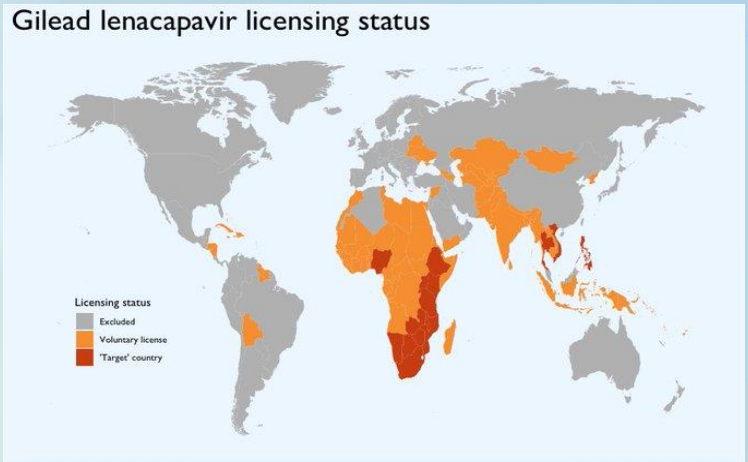 Gilead lenacapavir licensing status
Licensing status
Excluded
Voluntary license
'Target' country